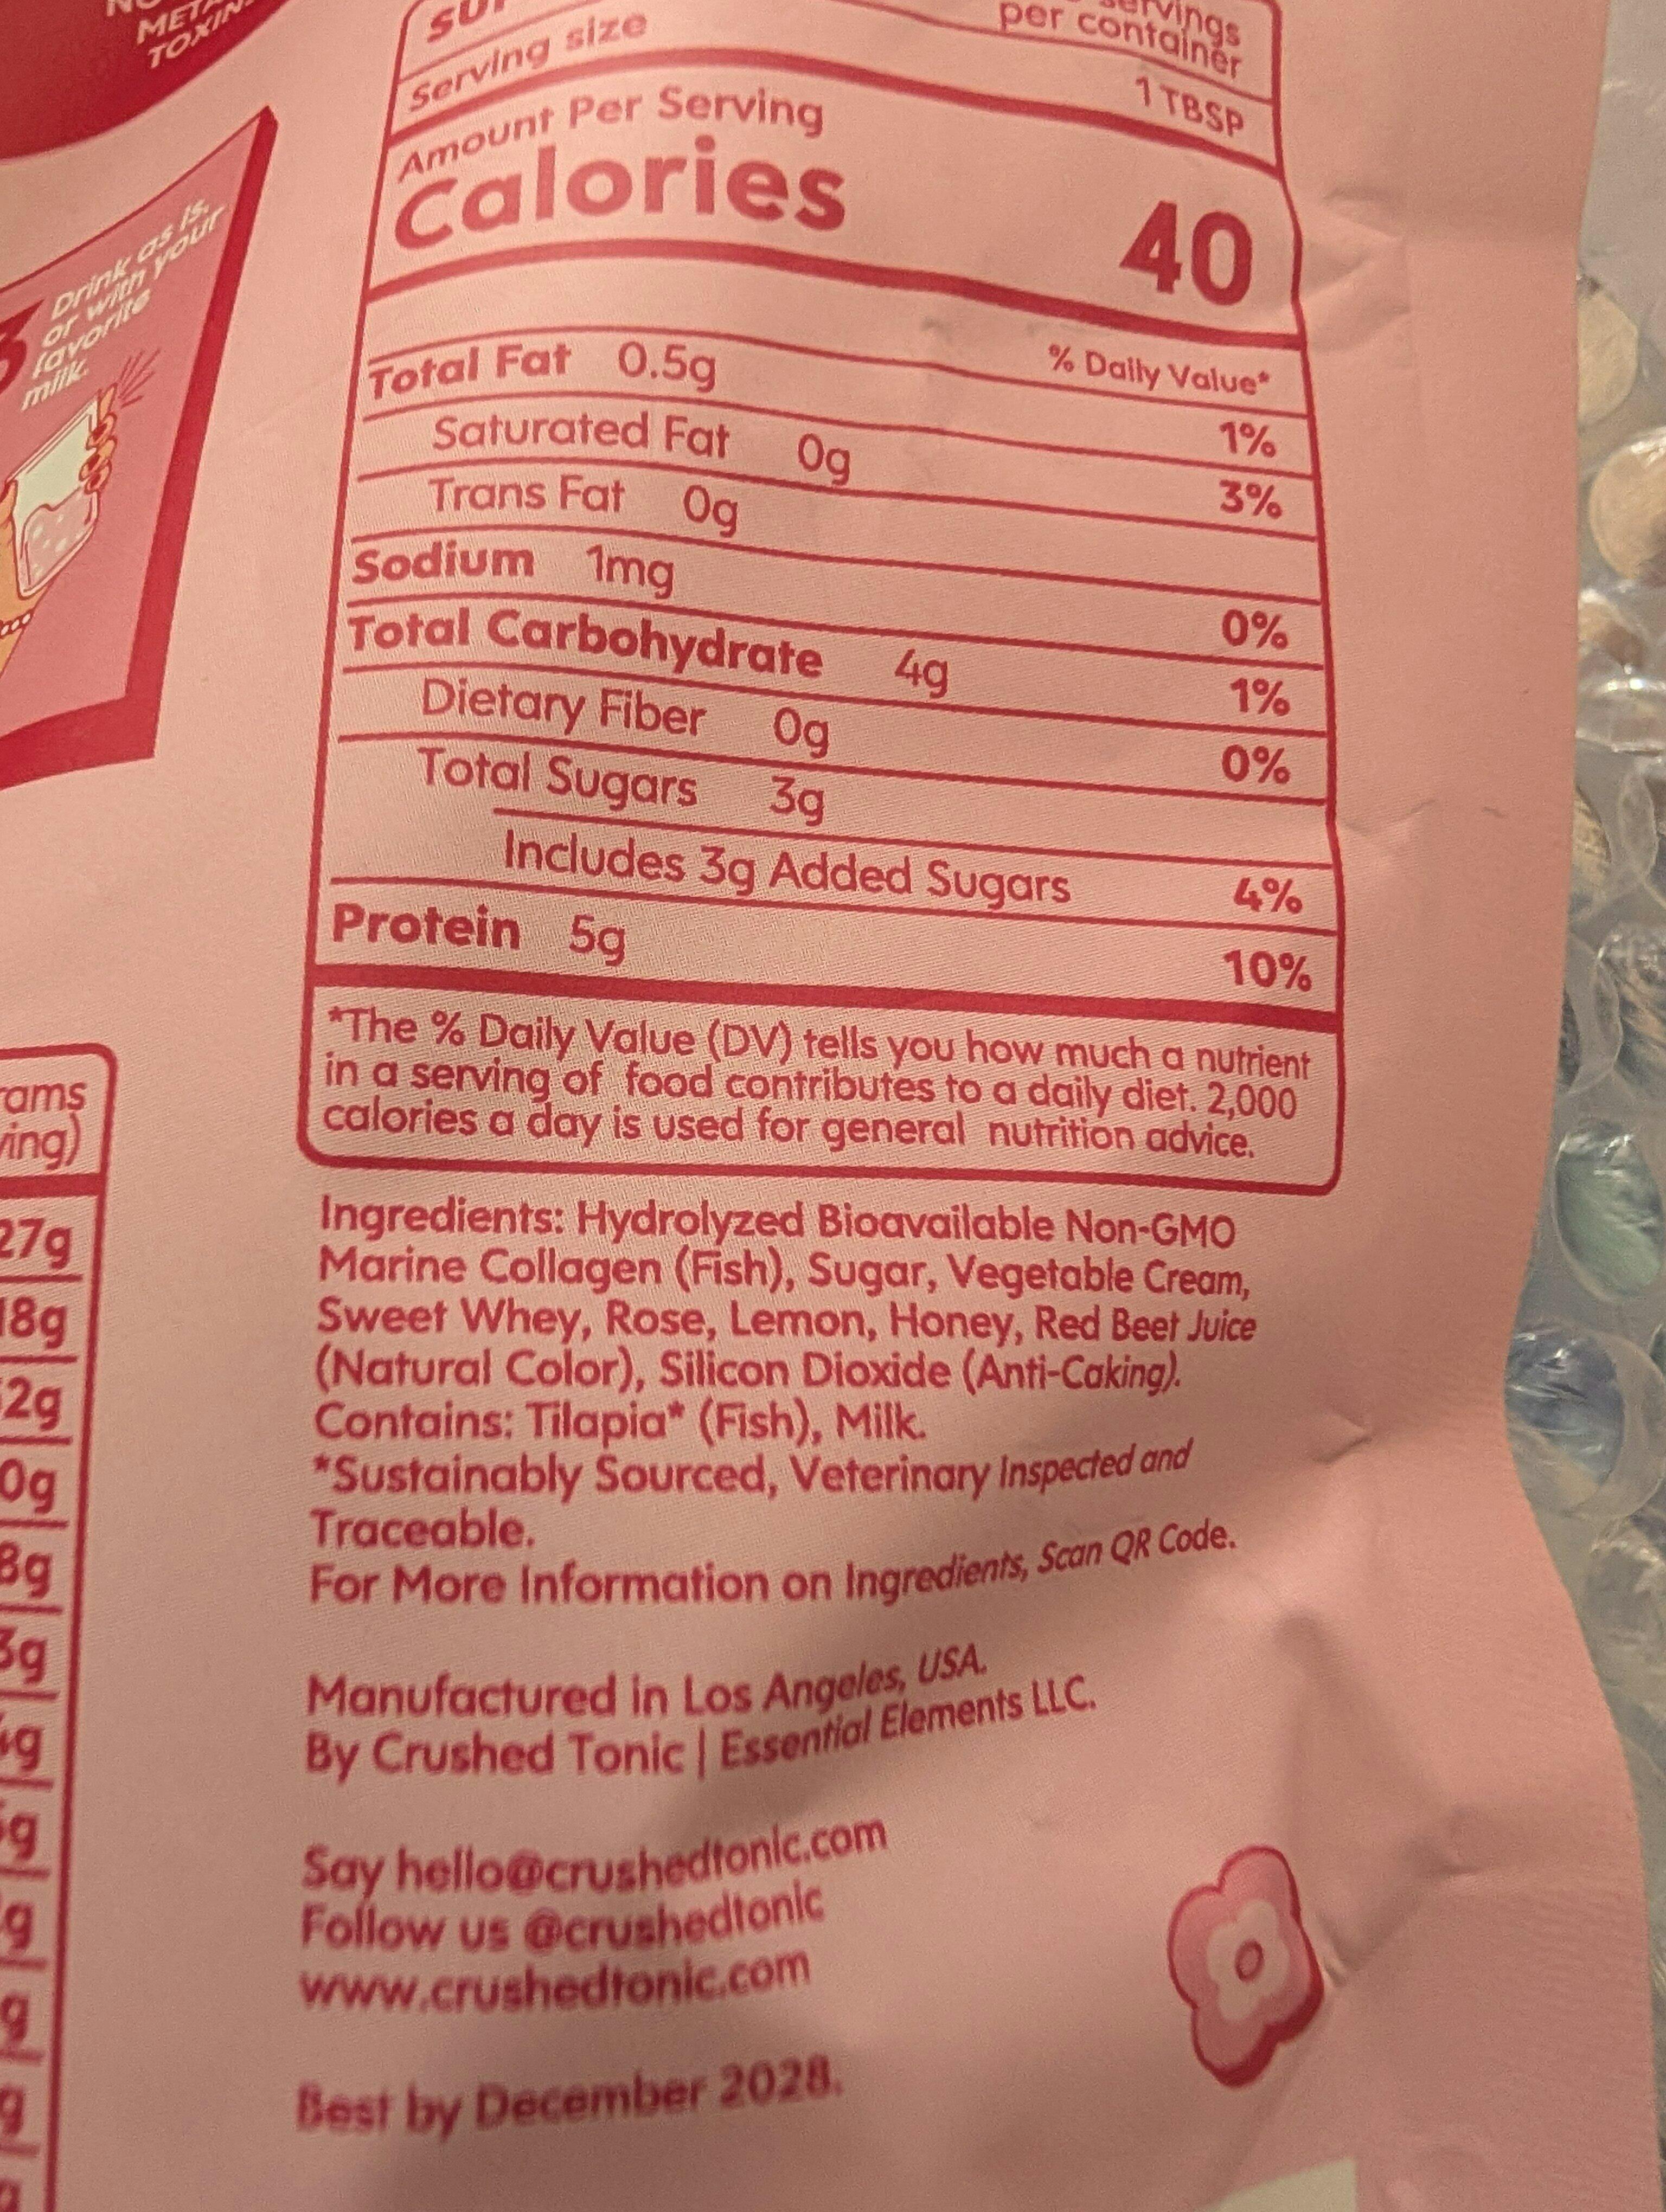 META
TOXIN
Drink as is,
or with your
favorite
milk.
servings
per container
Serving size 1 TBSP
Amount Per Serving
Calories 40
% Daily Value*
Total Fat 0.5g 1%
Saturated Fat 0g 3%
Trans Fat 0g
Sodium 1mg 0%
Total Carbohydrate 4g 1%
Dietary Fiber 0g 0%
Total Sugars 3g
Includes 3g Added Sugars 4%
Protein 5g 10%
*The % Daily Value (DV) tells you how much a nutrient
in a serving of food contributes to a daily diet. 2,000
calories a day is used for general nutrition advice.
rams
ving)
27g
18g
2g
0g
3g
g
g
g
g
g
Ingredients: Hydrolyzed Bioavailable Non-GMO
Marine Collagen (Fish), Sugar, Vegetable Cream,
Sweet Whey, Rose, Lemon, Honey, Red Beet Juice
(Natural Color), Silicon Dioxide (Anti-Caking).
Contains: Tilapia* (Fish), Milk.
*Sustainably Sourced, Veterinary Inspected and
Traceable.
For More Information on Ingredients, Scan QR Code.
Manufactured in Los Angeles, USA.
By Crushed Tonic | Essential Elements LLC.
Say hello@crushedtonic.com
Follow us @crushedtonic
www.crushedtonic.com
Best by December 2028.